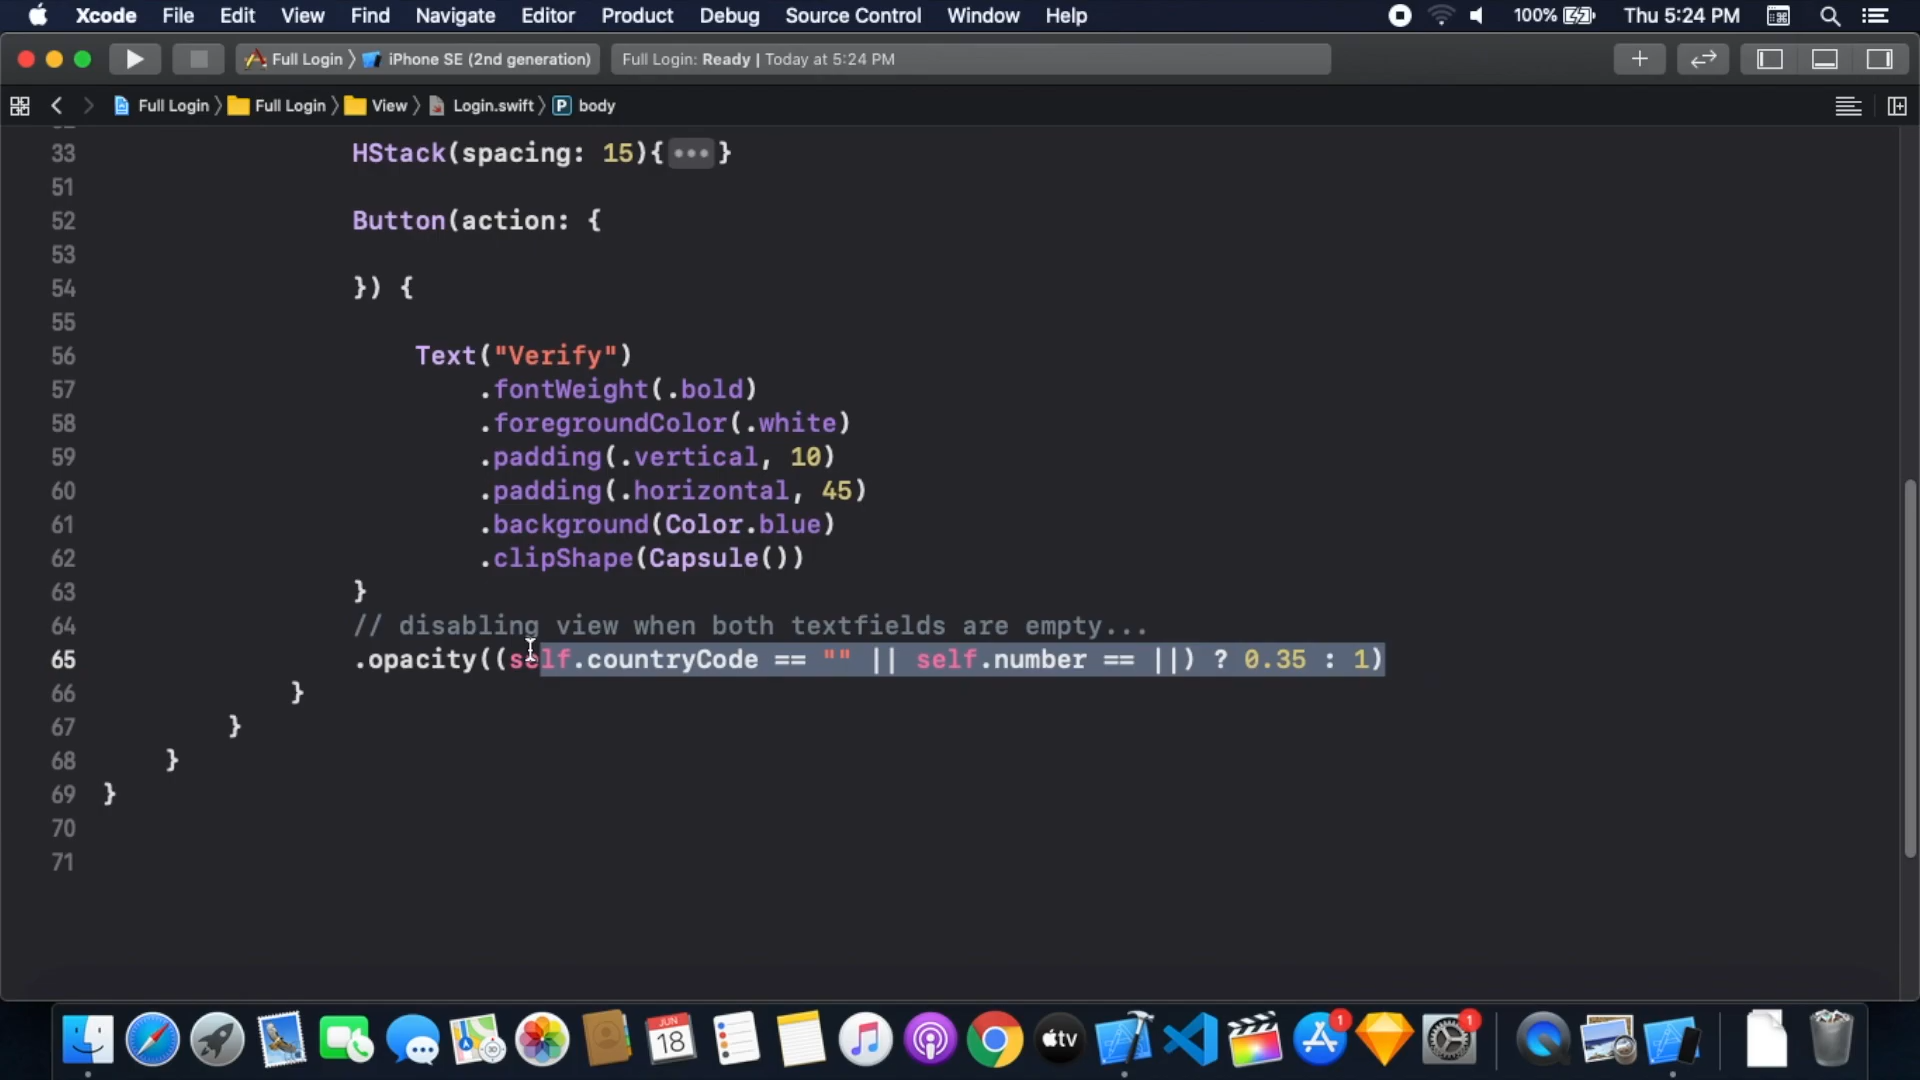 Xcode File Edit View Find Navigate Editor Product Debug Source Control Window Help 100% Thu 5:24 PM
Full Login 〉 iPhone SE (2nd generation) Full Login: Ready | Today at 5:24 PM
Full Login 〉 Full Login 〉 View 〉 Login.swift 〉 P body
33 HStack(spacing: 15){•••}
51
52 Button(action: {
53
54 }) {
55
56 Text("Verify")
57 .fontWeight(.bold)
58 .foregroundColor(.white)
59 .padding(.vertical, 10)
60 .padding(.horizontal, 45)
61 .background(Color.blue)
62 .clipShape(Capsule())
63 }
64 // disabling view when both textfields are empty...
65 .opacity((self.countryCode == "" || self.number == ||) ? 0.35 : 1)
66 }
67 }
68 }
69 }
70
71
JUN
18
tv
1
1